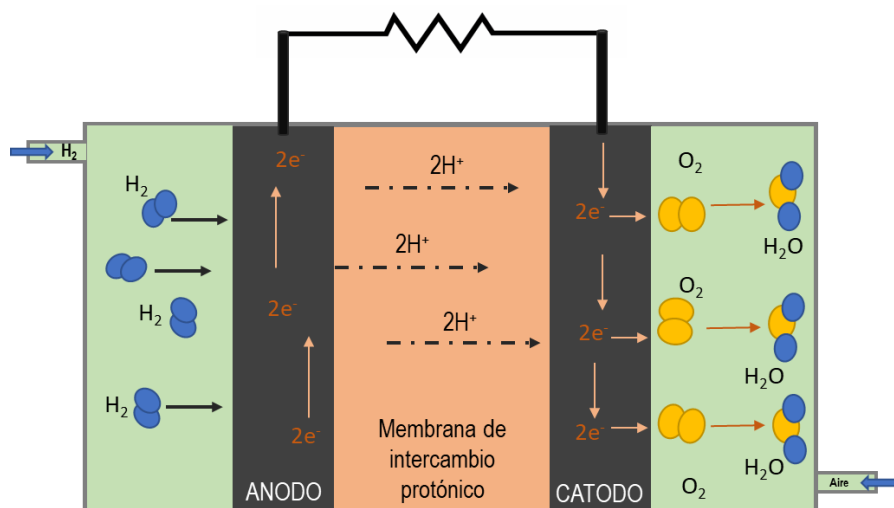 H₂
H₂
H₂
H₂
2e⁻
2e⁻
2e⁻
2H⁺
2H⁺
2H⁺
Membrana de
intercambio
protónico
ANODO
2e⁻
2e⁻
2e⁻
CATODO
O₂
H₂O
O₂
H₂O
H₂O
O₂
Aire